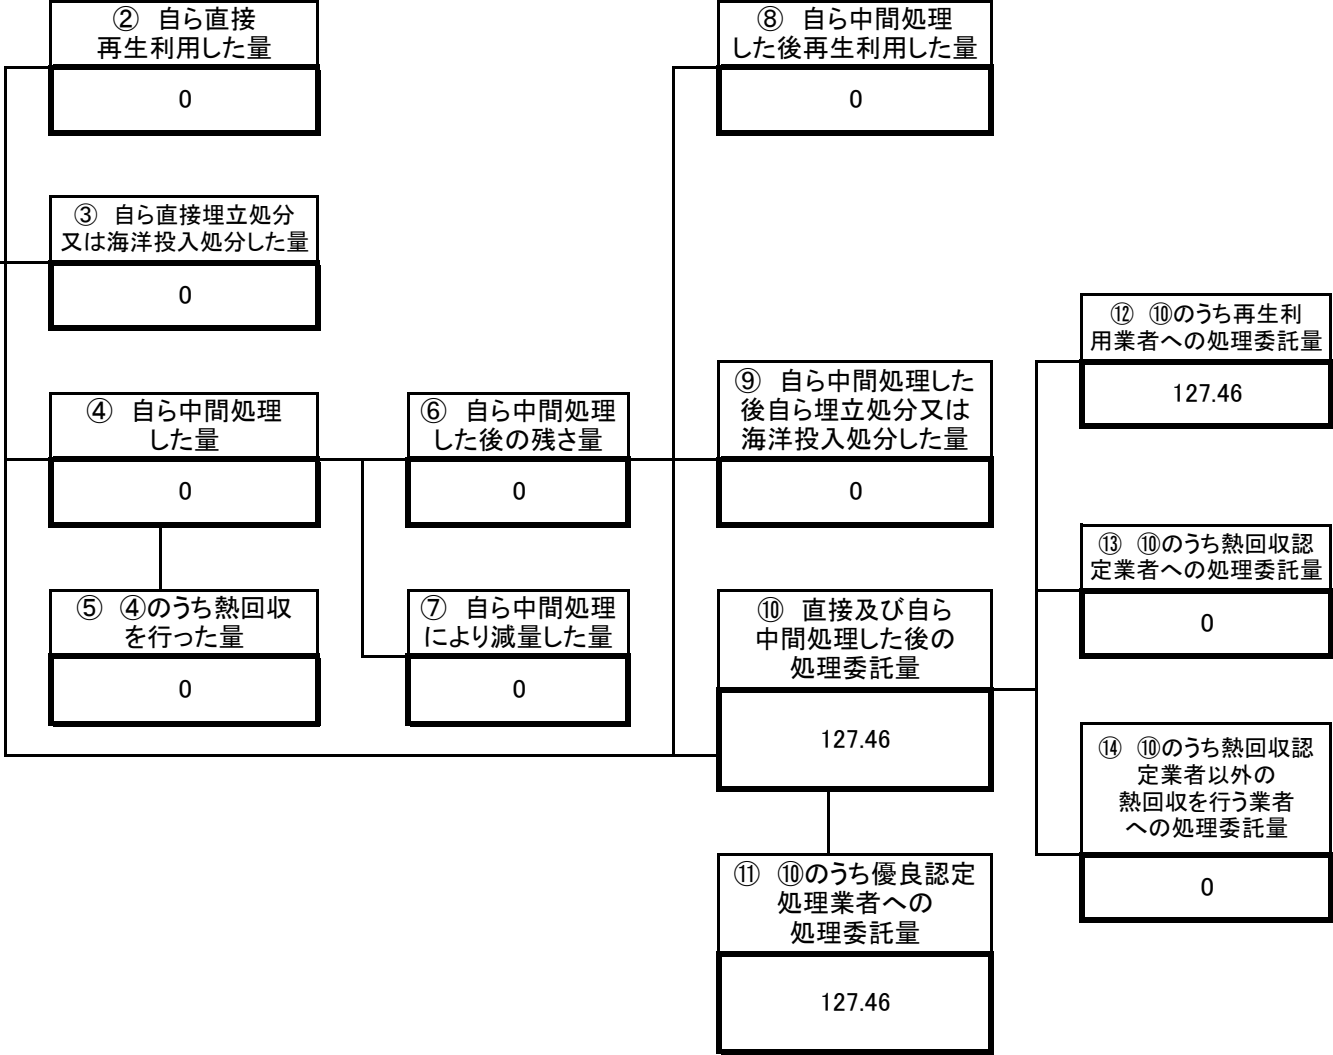 ② 自ら直接
再生利用した量
0
③ 自ら直接埋立処分
又は海洋投入処分した量
0
④ 自ら中間処理
した量
0
⑤ ④のうち熱回収
を行った量
0
⑥ 自ら中間処理
した後の残さ量
0
⑦ 自ら中間処理
により減量した量
0
⑧ 自ら中間処理
した後再生利用した量
0
⑨ 自ら中間処理した
後自ら埋立処分又は
海洋投入処分した量
0
⑩ 直接及び自ら
中間処理した後の
処理委託量
127.46
⑪ ⑩のうち優良認定
処理業者への
処理委託量
127.46
⑫ ⑩のうち再生利
用業者への処理委託量
127.46
⑬ ⑩のうち熱回収認
定業者への処理委託量
0
⑭ ⑩のうち熱回収認
定業者以外の
熱回収を行う業者
への処理委託量
0